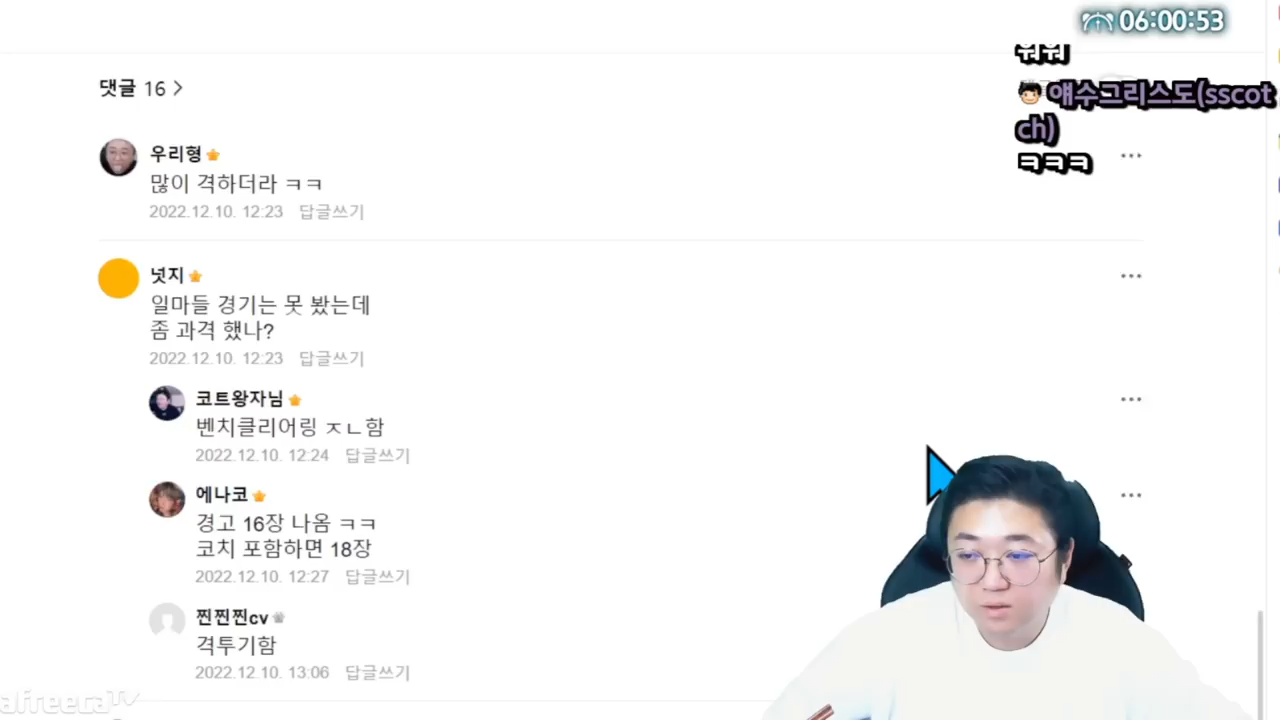 06:00:53
워워
얘수그리스도(sscot
ch)
ㅋㅋㅋ
댓글 16
우리형
많이 격하더라 ㅋㅋ
2022.12.10. 12:23 답글쓰기
넛지
일마들 경기는 못 봤는데
좀 과격 했나?
2022.12.10. 12:23 답글쓰기
코트왕자님
벤치클리어링 ㅈㄴ함
2022.12.10. 12:24 답글쓰기
에나코
경고 16장 나옴 ㅋㅋ
코치 포함하면 18장
2022.12.10. 12:27 답글쓰기
찐찐찐cv
격투기함
2022.12.10. 13:06 답글쓰기
afreecaTV